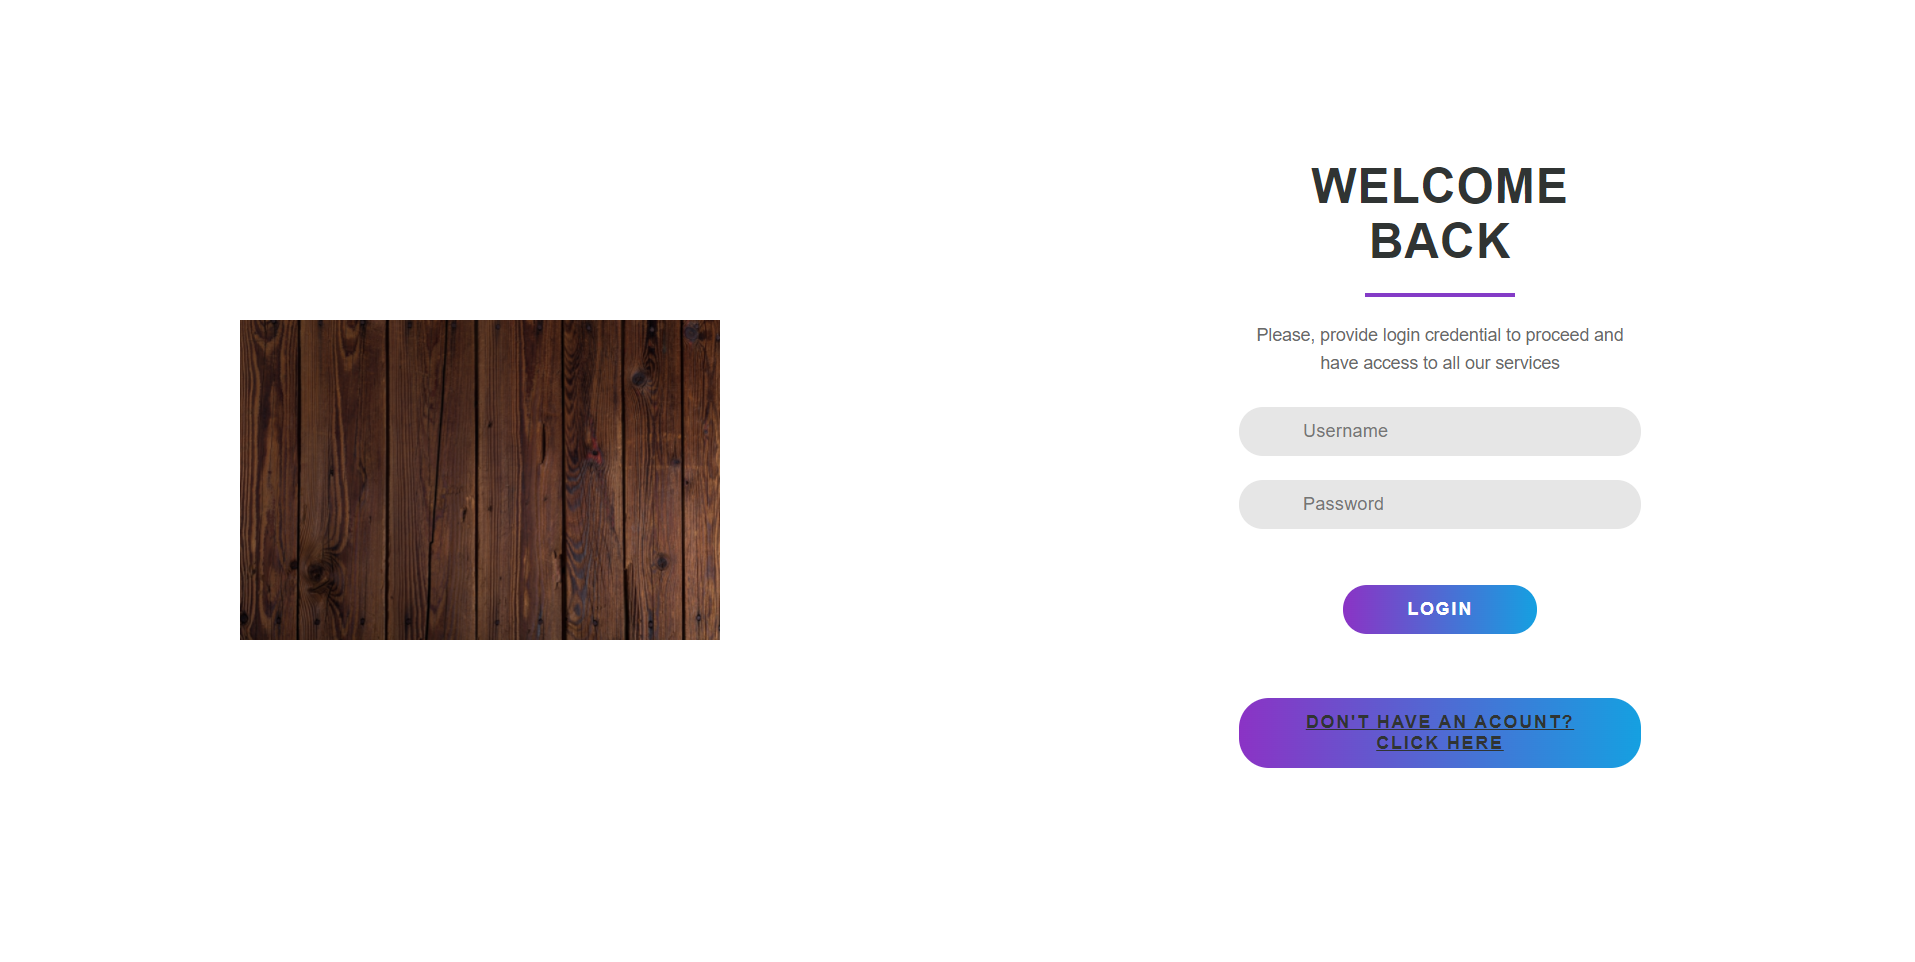 WELCOME
BACK
Please, provide login credential to proceed and
have access to all our services
Username
Password
LOGIN
DON'T HAVE AN ACOUNT?
CLICK HERE